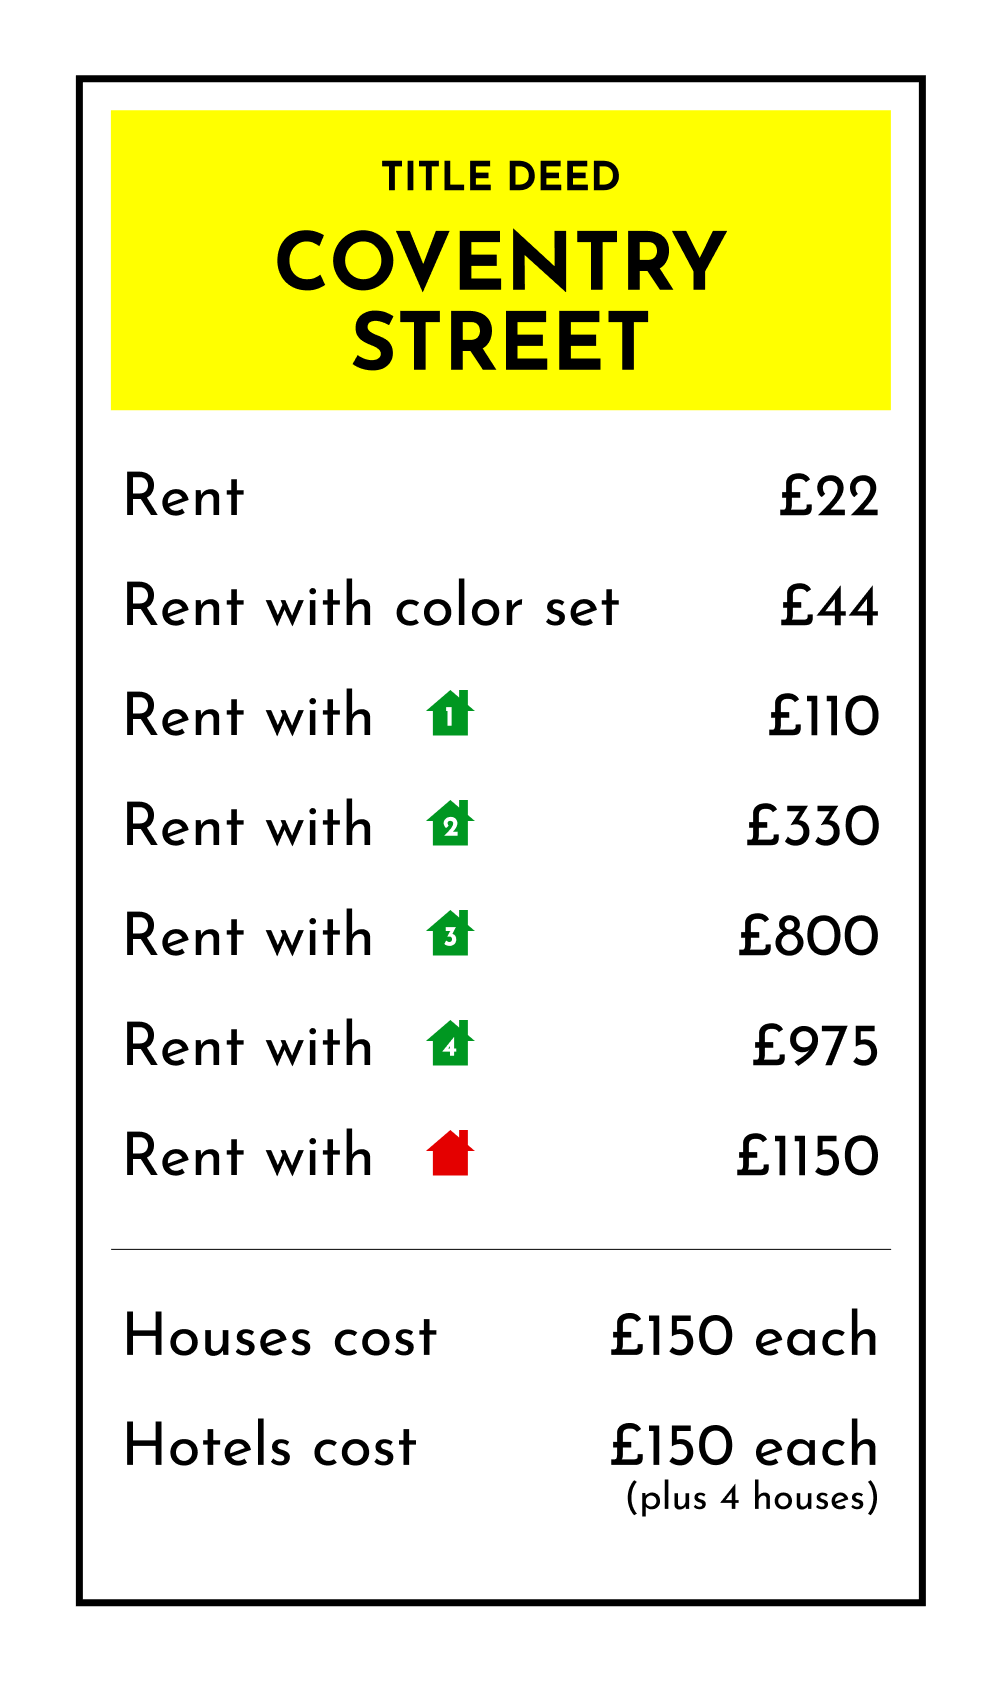 TITLE DEED
COVENTRY
STREET
Rent £22
Rent with color set £44
Rent with 1 £110
Rent with 2 £330
Rent with 3 £800
Rent with 4 £975
Rent with £1150
Houses cost £150 each
Hotels cost £150 each
(plus 4 houses)